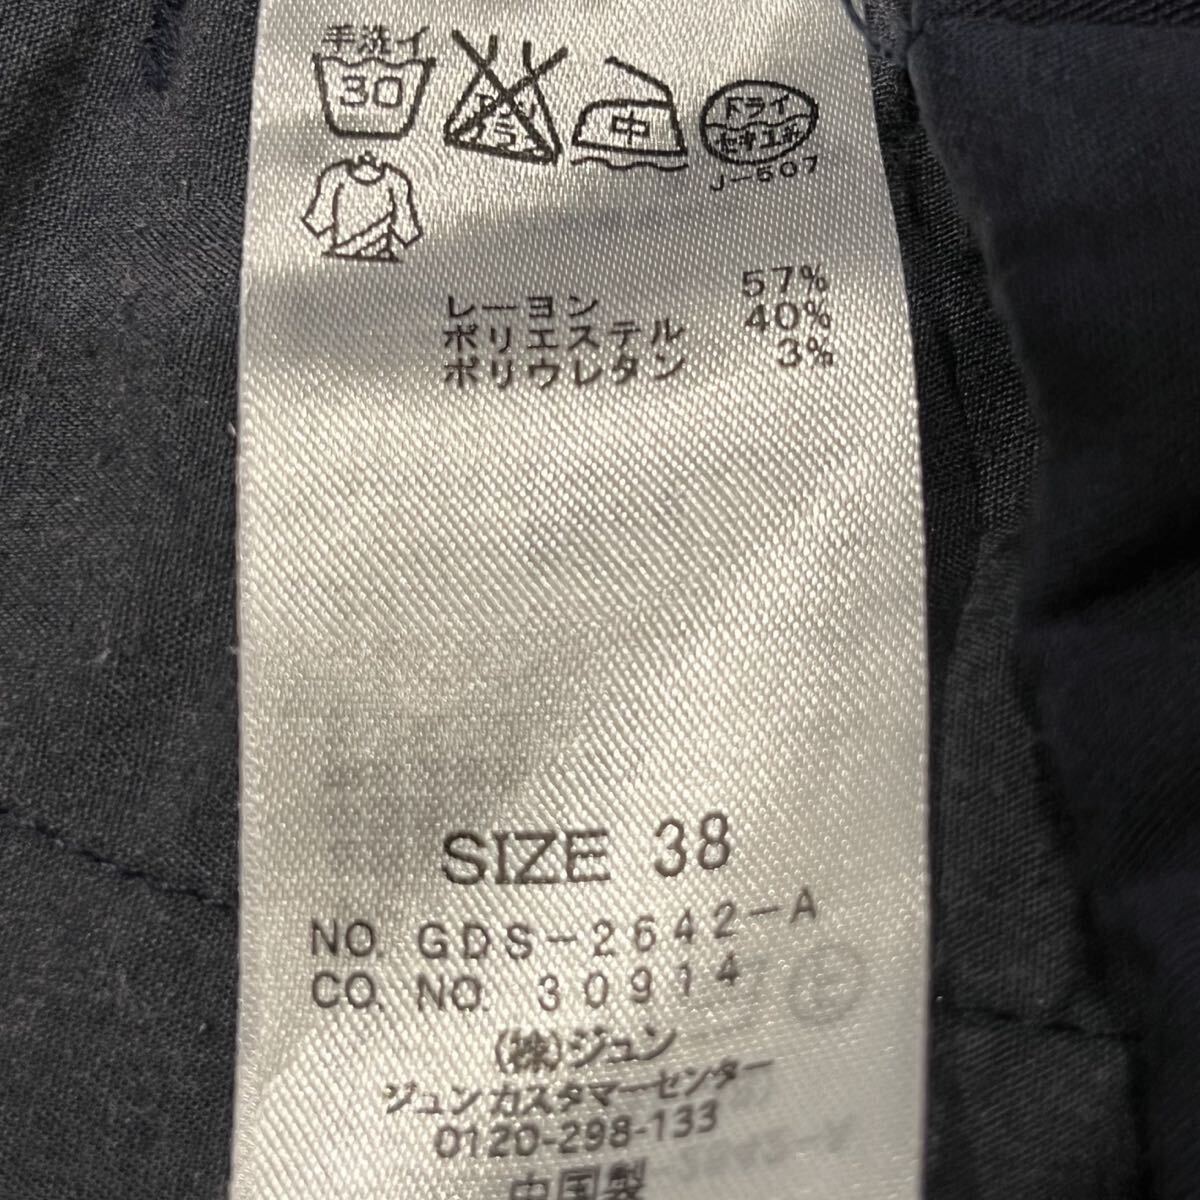 手洗イ
30
中
ドライ
セキユ系
J-507
レーヨン 57%
ポリエステル 40%
ポリウレタン 3%
SIZE 38
NO. GDS-2642-A
CO. NO. 30914
(株)ジュン
ジュンカスタマーセンター
0120-298-133
中国製